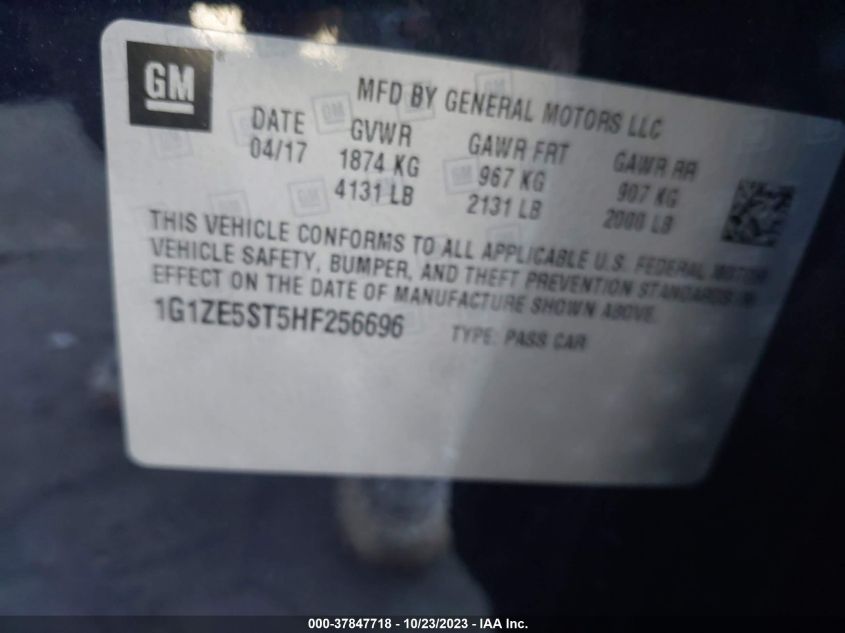 GM
MFD BY GENERAL MOTORS LLC
DATE GVWR GAWR FRT GAWR RR
04/17 1874 KG 967 KG 907 KG
4131 LB 2131 LB 2000 LB
THIS VEHICLE CONFORMS TO ALL APPLICABLE U.S. FEDERAL MOTOR
VEHICLE SAFETY, BUMPER, AND THEFT PREVENTION STANDARDS IN
EFFECT ON THE DATE OF MANUFACTURE SHOWN ABOVE.
1G1ZE5ST5HF256696 TYPE: PASS CAR
000-37847718 - 10/23/2023 - IAA Inc.